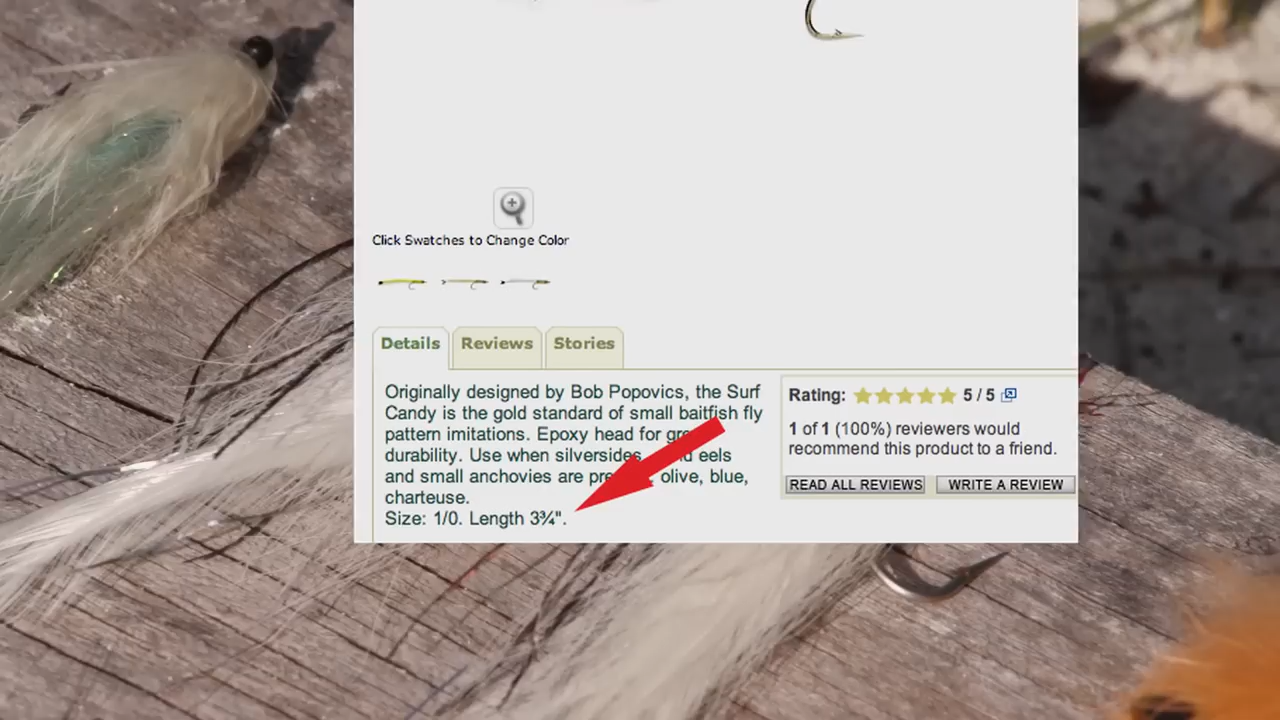 Click Swatches to Change Color
Details
Reviews
Stories
Originally designed by Bob Popovics, the Surf
Candy is the gold standard of small baitfish fly
pattern imitations. Epoxy head for
durability. Use when silversides eels
and small anchovies are olive, blue,
charteuse.
Size: 1/0. Length 3¾".
Rating: 5 / 5
1 of 1 (100%) reviewers would
recommend this product to a friend.
READ ALL REVIEWS
WRITE A REVIEW